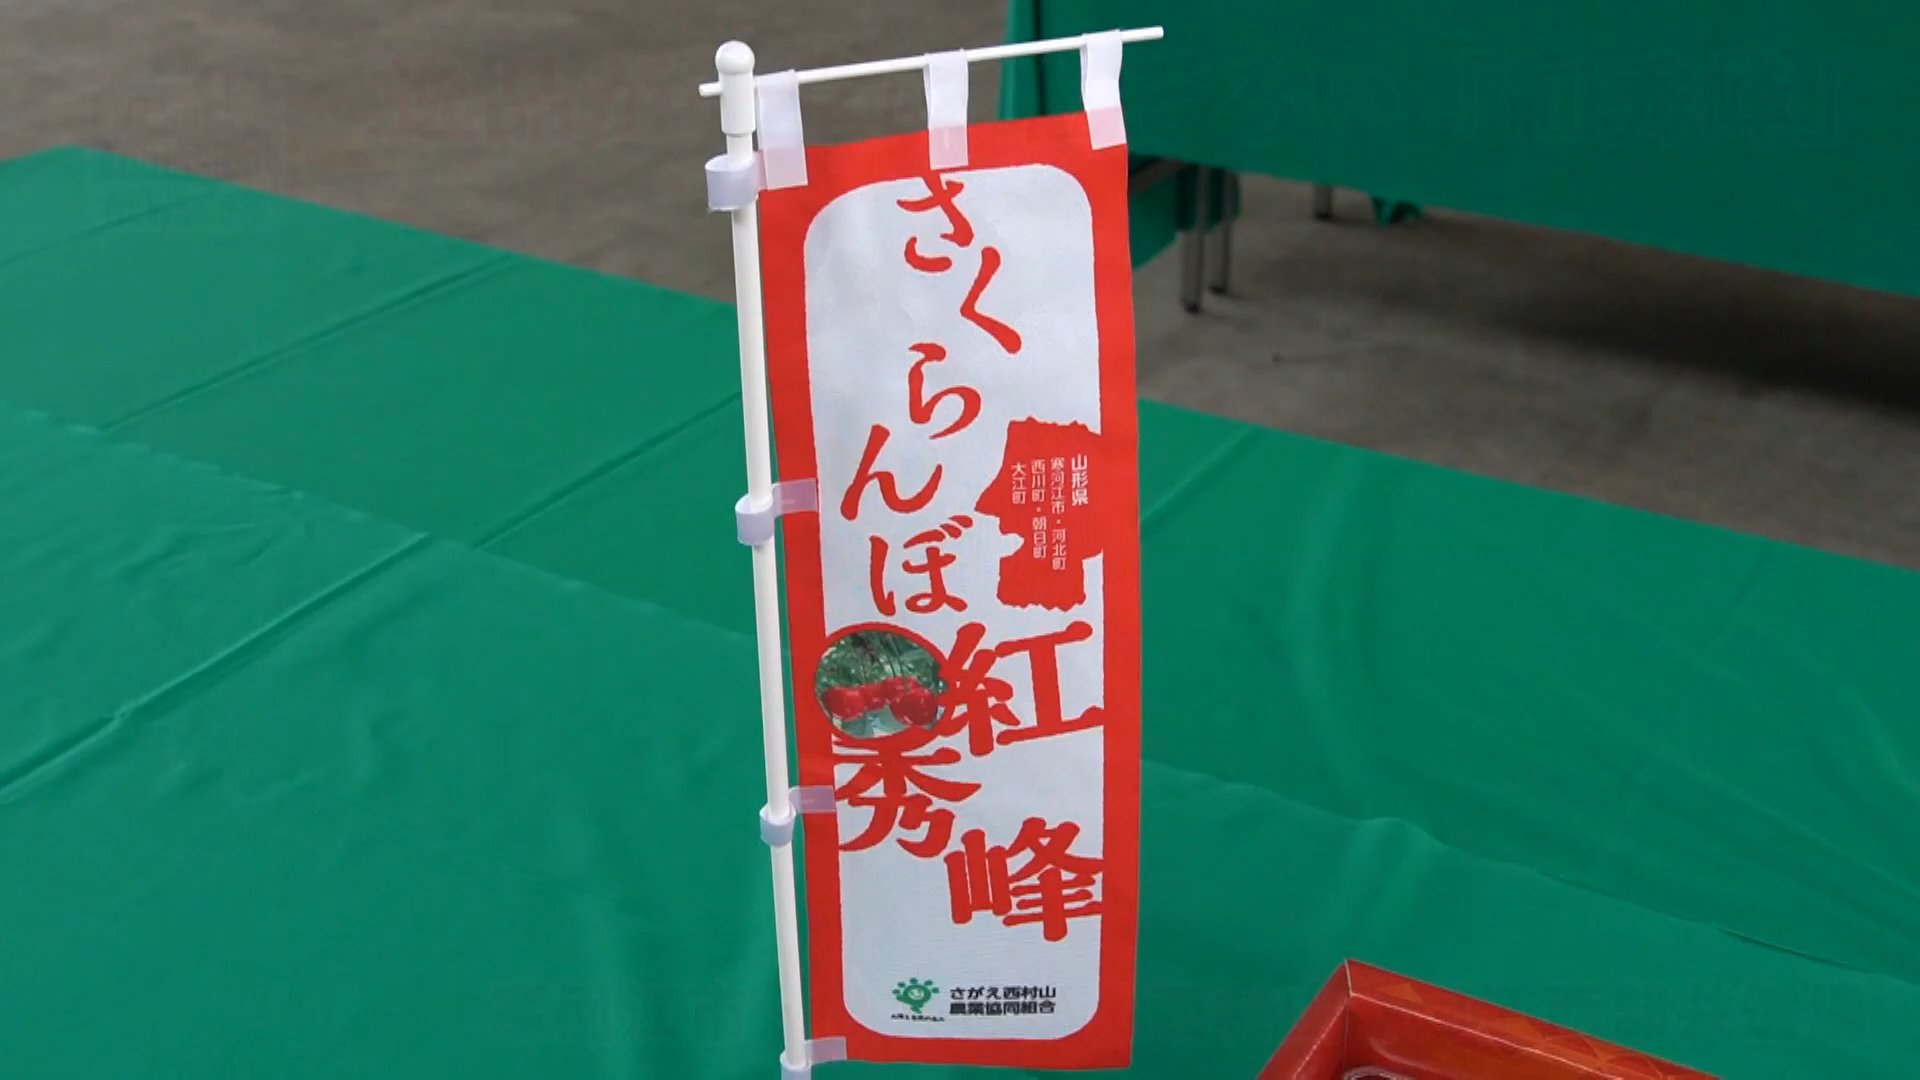 さくらんぼ
紅秀峰
山形県
寒河江市・河北町
西川町・朝日町
大江町
さがえ西村山
農業協同組合